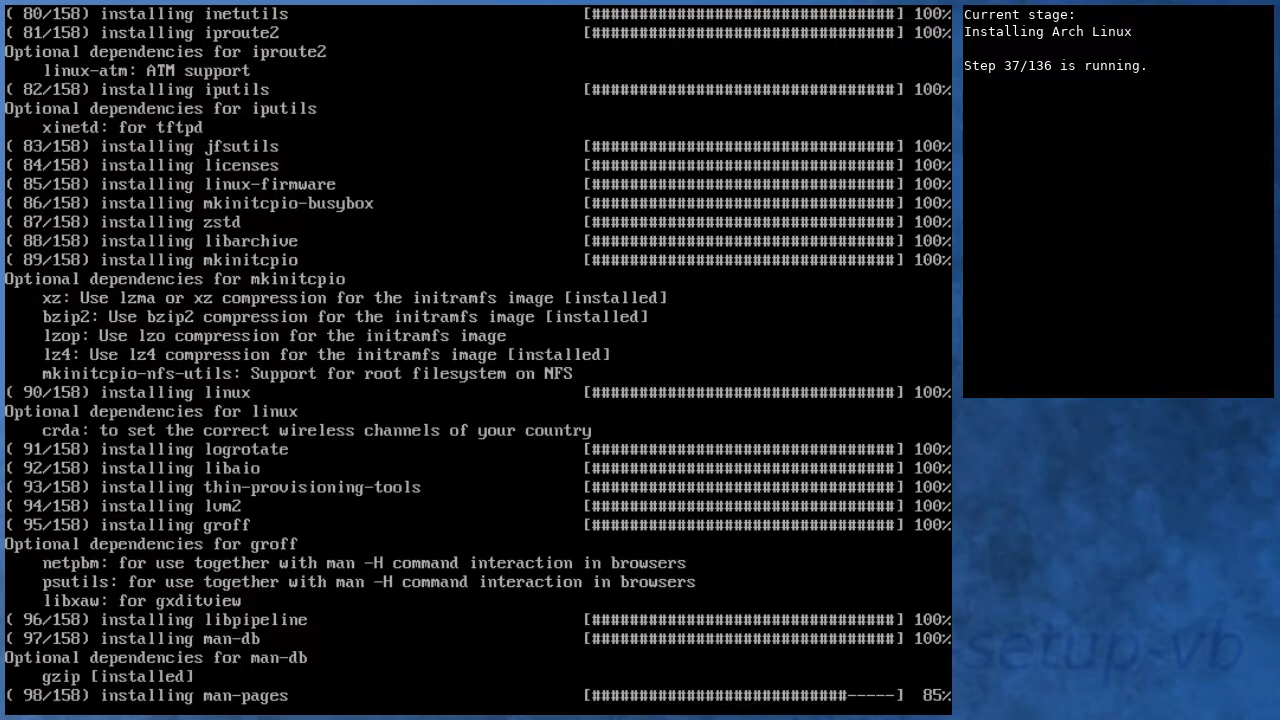 ( 80/158) installing inetutils [################################] 100%
( 81/158) installing iproute2 [################################] 100%
Optional dependencies for iproute2
linux-atm: ATM support
( 82/158) installing iputils [################################] 100%
Optional dependencies for iputils
xinetd: for tftpd
( 83/158) installing jfsutils [################################] 100%
( 84/158) installing licenses [################################] 100%
( 85/158) installing linux-firmware [################################] 100%
( 86/158) installing mkinitcpio-busybox [################################] 100%
( 87/158) installing zstd [################################] 100%
( 88/158) installing libarchive [################################] 100%
( 89/158) installing mkinitcpio [################################] 100%
Optional dependencies for mkinitcpio
xz: Use lzma or xz compression for the initramfs image [installed]
bzip2: Use bzip2 compression for the initramfs image [installed]
lzop: Use lzo compression for the initramfs image
lz4: Use lz4 compression for the initramfs image [installed]
mkinitcpio-nfs-utils: Support for root filesystem on NFS
( 90/158) installing linux [################################] 100%
Optional dependencies for linux
crda: to set the correct wireless channels of your country
( 91/158) installing logrotate [################################] 100%
( 92/158) installing libaio [################################] 100%
( 93/158) installing thin-provisioning-tools [################################] 100%
( 94/158) installing lvm2 [################################] 100%
( 95/158) installing groff [################################] 100%
Optional dependencies for groff
netpbm: for use together with man -H command interaction in browsers
psutils: for use together with man -H command interaction in browsers
libxaw: for gxditview
( 96/158) installing libpipeline [################################] 100%
( 97/158) installing man-db [################################] 100%
Optional dependencies for man-db
gzip [installed]
( 98/158) installing man-pages [###########################-----] 85%
Current stage:
Installing Arch Linux
Step 37/136 is running.
setup-vb